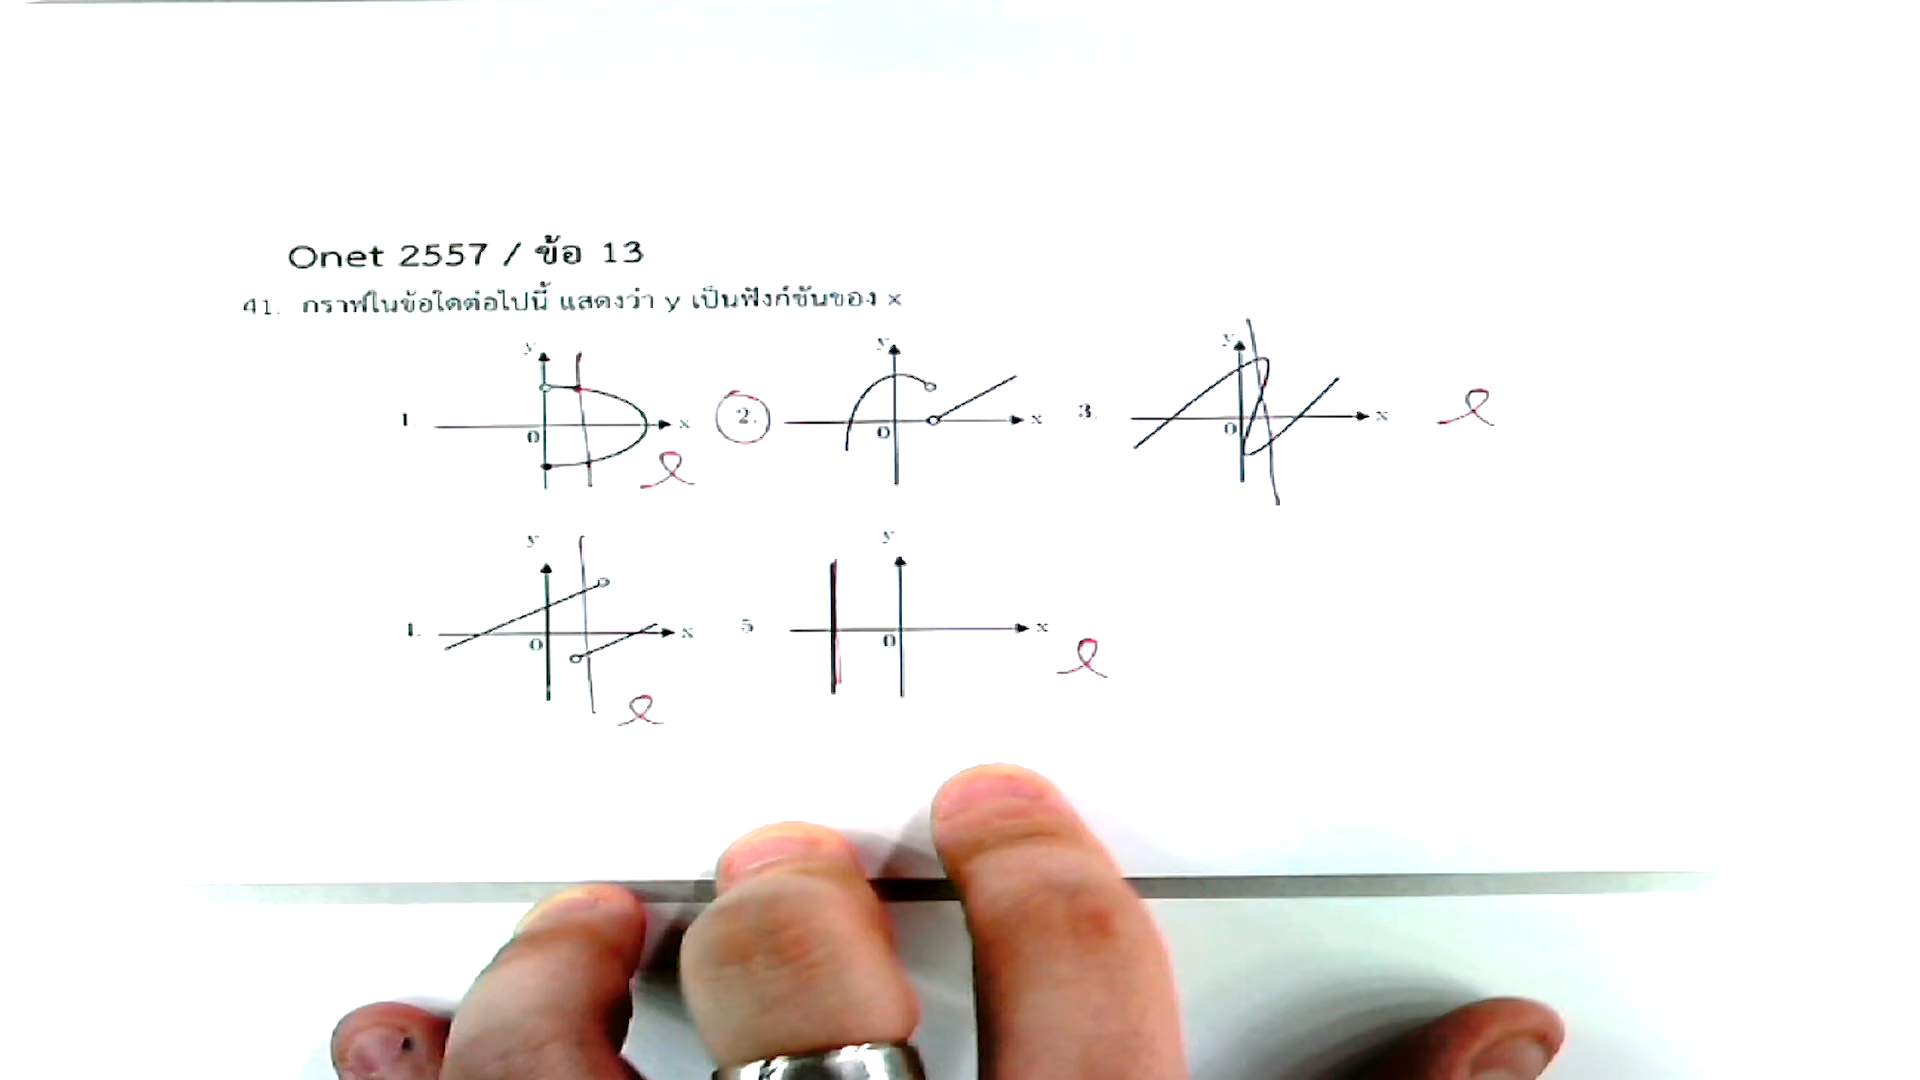 Onet 2557 / ข้อ 13
41. กราฟในข้อใดต่อไปนี้ แสดงว่า y เป็นฟังก์ชันของ x
1 y x 0
2. y x 0
3. y x 0
4. y x 0
5 y x 0